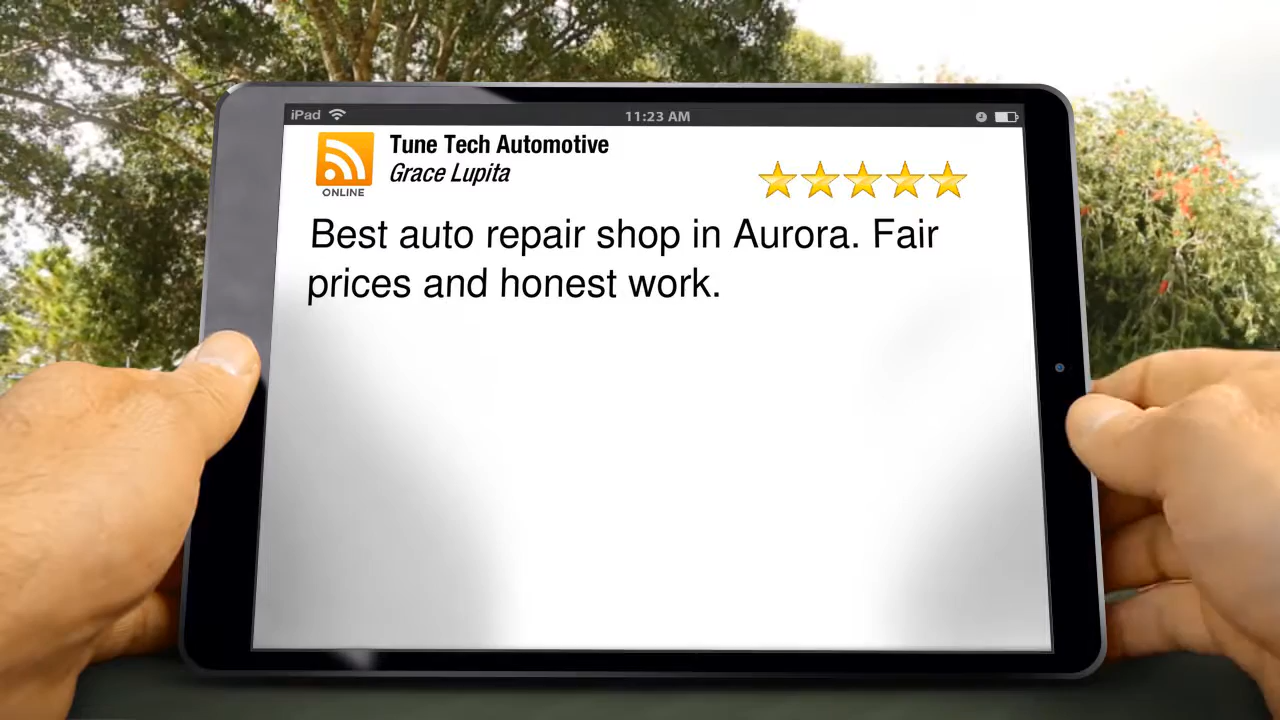 iPad 11:23 AM
Tune Tech Automotive
Grace Lupita
ONLINE
Best auto repair shop in Aurora. Fair
prices and honest work.